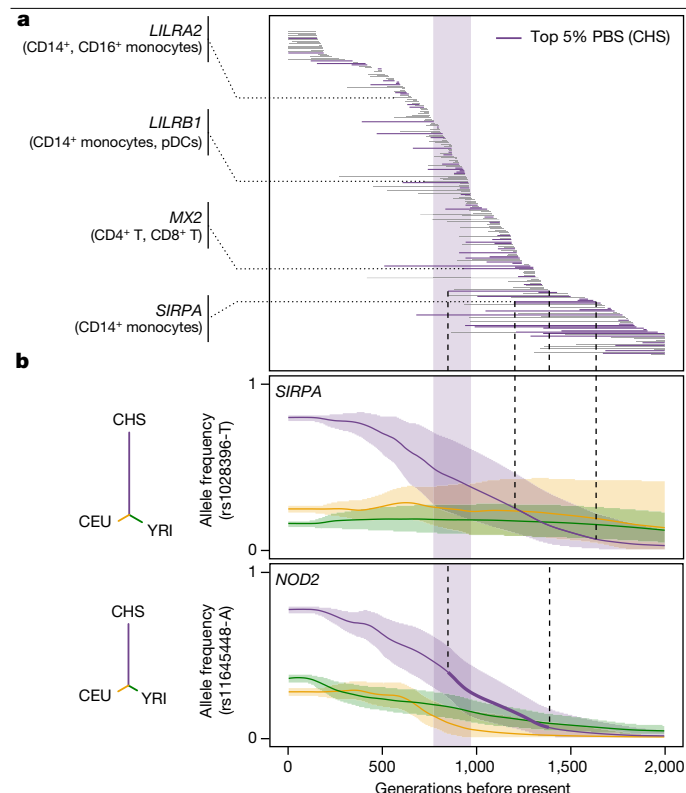 a
LILRA2
(CD14⁺, CD16⁺ monocytes)
LILRB1
(CD14⁺ monocytes, pDCs)
MX2
(CD4⁺ T, CD8⁺ T)
SIRPA
(CD14⁺ monocytes)
Top 5% PBS (CHS)
b
CHS
CEU
YRI
Allele frequency
(rs1028396-T)
1
0
SIRPA
CHS
CEU
YRI
Allele frequency
(rs11645448-A)
1
0
NOD2
0
500
1,000
1,500
2,000
Generations before present